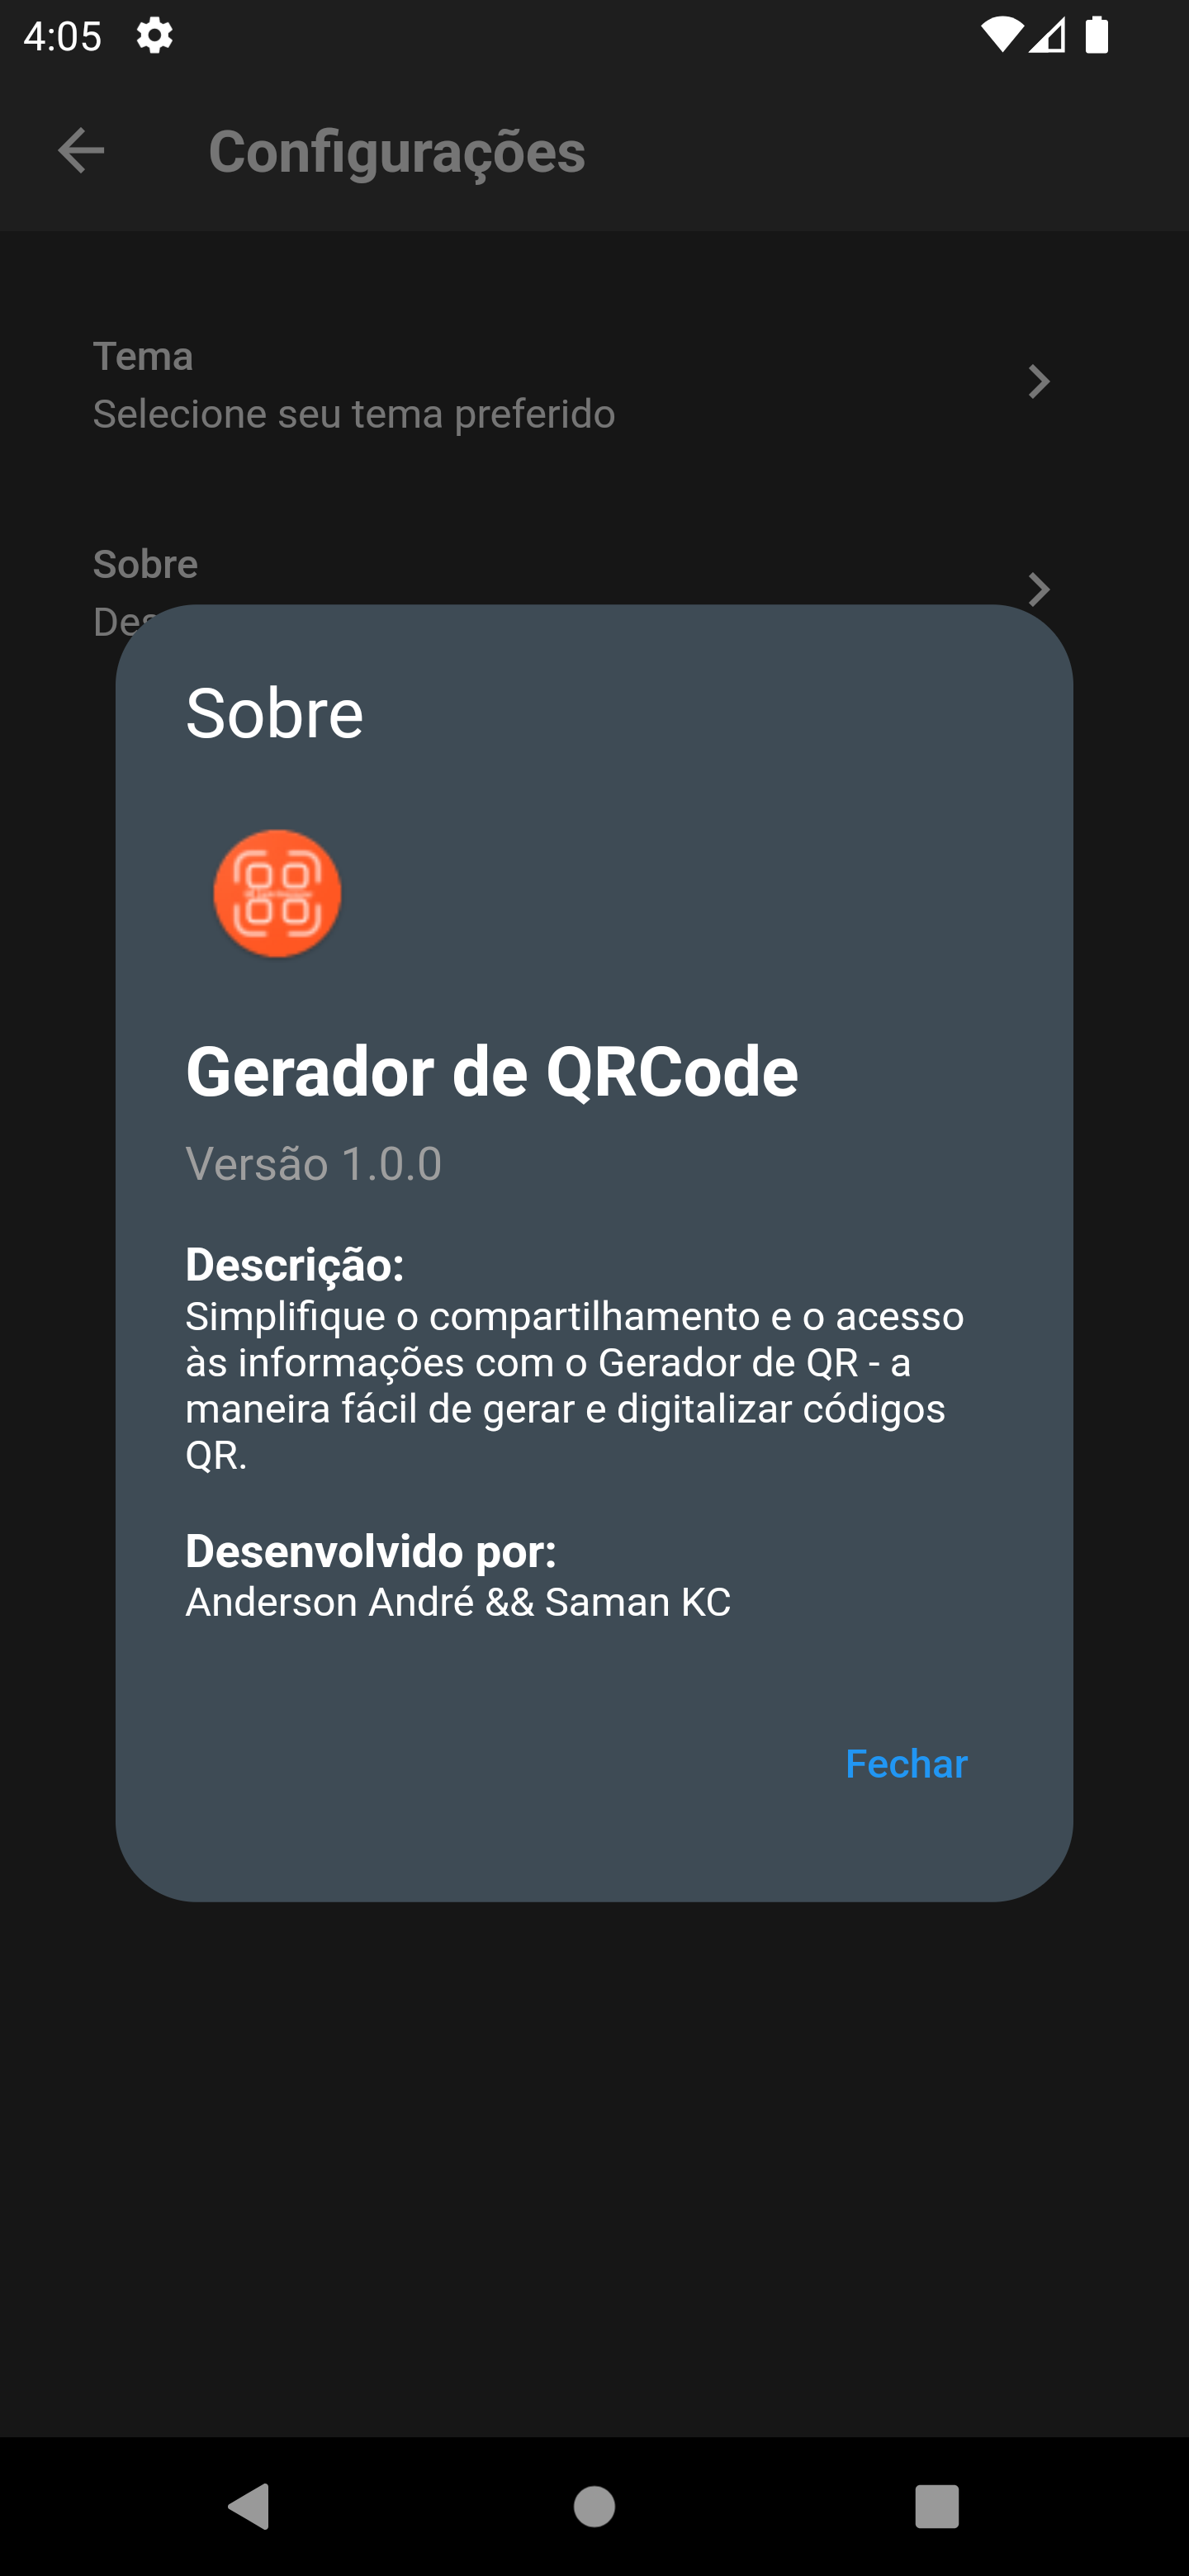 4:05
Configurações
Tema
Selecione seu tema preferido
Sobre
Sobre
Gerador de QRCode
Versão 1.0.0
Descrição:
Simplifique o compartilhamento e o acesso
às informações com o Gerador de QR - a
maneira fácil de gerar e digitalizar códigos
QR.
Desenvolvido por:
Anderson André && Saman KC
Fechar